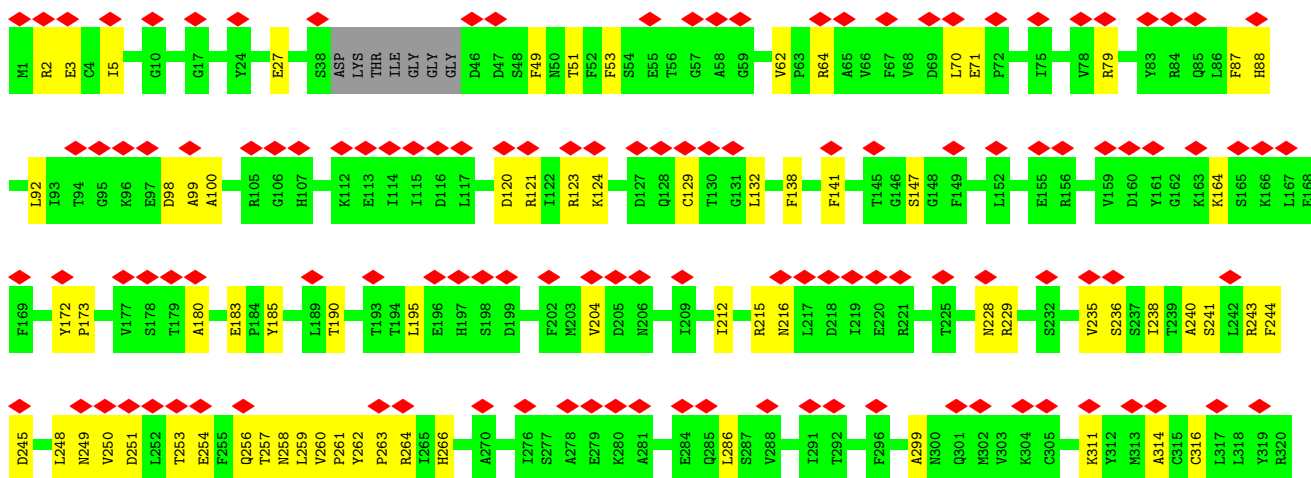 M1 R2 E3 C4 I5 G10 G17 Y24 E27 S38 ASP LYS THR ILE GLY GLY GLY D46 D47 S48 F49 N50 T51 F52 F53 S54 E55 T56 G57 A58 G59 V62 P63 R64 A65 V66 F67 V68 D69 L70 E71 P72 I75 V78 R79 Y83 R84 Q85 L86 F87 H88
L92 I93 T94 G95 K96 E97 D98 A99 A100 R105 G106 H107 K112 E113 I114 I115 D116 L117 D120 R121 I122 R123 K124 D127 Q128 C129 T130 G131 L132 F138 F141 T145 G146 S147 G148 F149 L152 E155 R156 V159 D160 Y161 G162 K163 K164 S165 K166 L167 E168
F169 Y172 P173 V177 S178 T179 A180 E183 P184 Y185 L189 T190 T193 T194 L195 E196 H197 S198 D199 F202 M203 V204 D205 N206 I209 I212 R215 N216 L217 D218 I219 E220 R221 T225 N228 R229 S232 V235 S236 S237 I238 T239 A240 S241 L242 R243 F244
D245 L248 N249 V250 D251 L252 T253 E254 F255 Q256 T257 N258 L259 V260 P261 Y262 P263 R264 I265 H266 A270 I276 S277 A278 E279 K280 A281 E284 Q285 L286 S287 V288 I291 T292 F296 A299 N300 Q301 M302 V303 K304 C305 K311 Y312 M313 A314 C315 C316 L317 L318 Y319 R320